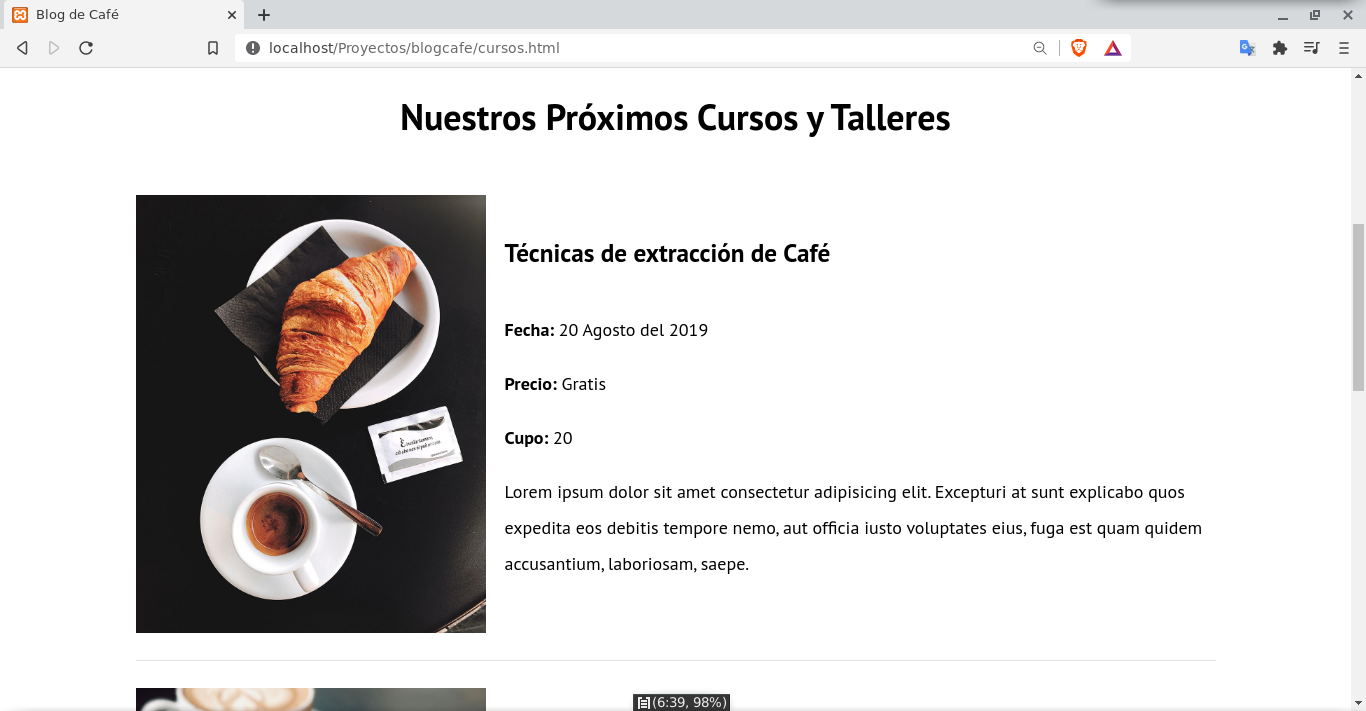 Blog de Café
localhost/Proyectos/blogcafe/cursos.html
Nuestros Próximos Cursos y Talleres
Técnicas de extracción de Café
Fecha: 20 Agosto del 2019
Precio: Gratis
Cupo: 20
Lorem ipsum dolor sit amet consectetur adipisicing elit. Excepturi at sunt explicabo quos
expedita eos debitis tempore nemo, aut officia iusto voluptates eius, fuga est quam quidem
accusantium, laboriosam, saepe.
(6:39, 98%)